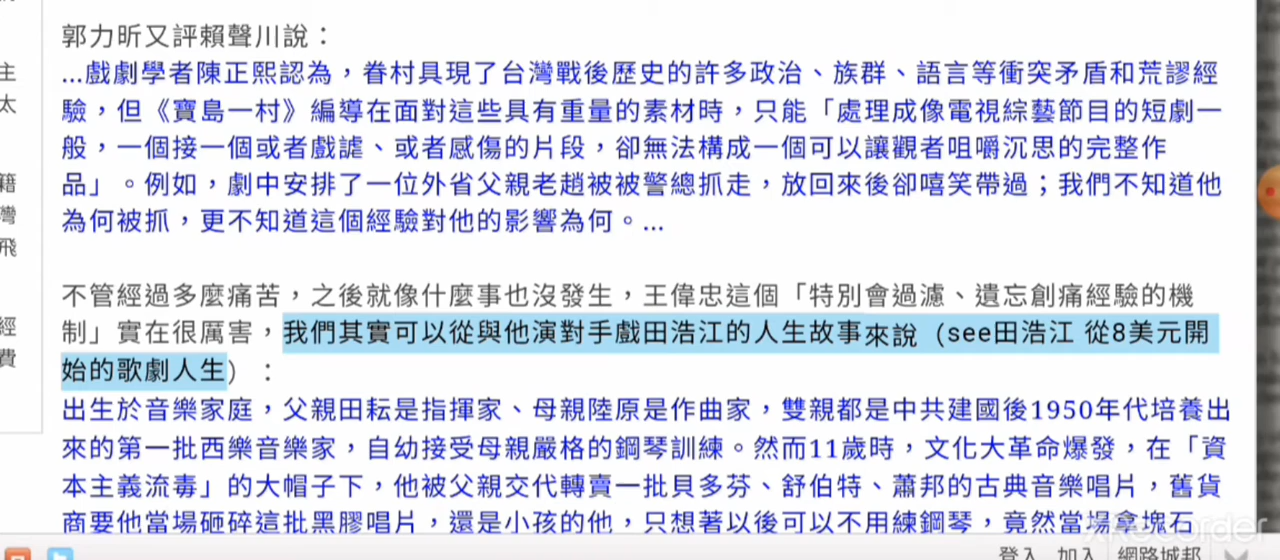 郭力昕又評賴聲川說：
主
...戲劇學者陳正熙認為，眷村具現了台灣戰後歷史的許多政治、族群、語言等衝突矛盾和荒謬經
太
驗，但《寶島一村》編導在面對這些具有重量的素材時，只能「處理成像電視綜藝節目的短劇一
般，一個接一個或者戲謔、或者感傷的片段，卻無法構成一個可以讓觀者咀嚼沉思的完整作
籍
品」。例如，劇中安排了一位外省父親老趙被被警總抓走，放回來後卻嘻笑帶過；我們不知道他
灣
為何被抓，更不知道這個經驗對他的影響為何。...
飛
不管經過多麼痛苦，之後就像什麼事也沒發生，王偉忠這個「特別會過濾、遺忘創痛經驗的機
經
制」實在很厲害，我們其實可以從與他演對手戲田浩江的人生故事來說（see田浩江 從8美元開
費
始的歌劇人生）：
出生於音樂家庭，父親田耘是指揮家、母親陸原是作曲家，雙親都是中共建國後1950年代培養出
來的第一批西樂音樂家，自幼接受母親嚴格的鋼琴訓練。然而11歲時，文化大革命爆發，在「資
本主義流毒」的大帽子下，他被父親交代轉賣一批貝多芬、舒伯特、蕭邦的古典音樂唱片，舊貨
商要他當場砸碎這批黑膠唱片，還是小孩的他，只想著以後可以不用練鋼琴，竟然當場拿塊石
XRecorder
登入 加入 網路城邦